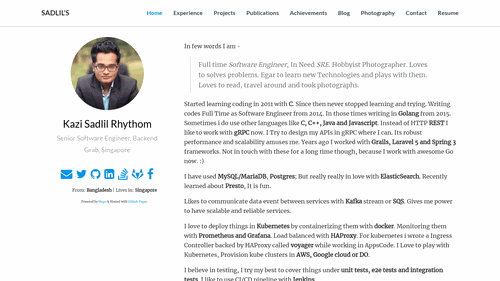 SADLIL'S
Home Experience Projects Publications Achievements Blog Photography Contact Resume
Kazi Sadlil Rhythom
Senior Software Engineer, Backend
Grab, Singapore
From: Bangladesh | Lives in: Singapore
Powered by Hugo & Hosted with Github Pages.
In few words I am -
Full time Software Engineer, In Need SRE. Hobbyist Photographer. Loves
to solves problems. Egar to learn new Technologies and plays with them.
Loves to read, travel around and took photographs.
Started learning coding in 2011 with C. Since then never stopped learning and trying. Writing
codes Full Time as Software Engineer from 2014. In those times writing in Golang from 2015.
Sometimes i do use other languages like C, C++, Java and Javascript. Instead of HTTP REST I
like to work with gRPC now. I Try to design my APIs in gRPC where I can. Its robust
performance and scalability amuses me. Years ago I worked with Grails, Laravel 5 and Spring 3
frameworks. Not in touch with these for a long time though, because I work with awesome Go
now. :)
I have used MySQL/MariaDB, Postgres; But really really in love with ElasticSearch. Recently
learned about Presto, It is fun.
Likes to communicate data event between services with Kafka stream or SQS. Gives me power
to have scalable and reliable services.
I love to deploy things in Kubernetes by containerizing them with docker. Monitoring them
with Prometheus and Grafana. Load balanced with HAProxy. For kubernetes i wrote a Ingress
Controller backed by HAProxy called voyager while working in AppsCode. I Love to play with
Kubernetes, Provision kube clusters in AWS, Google cloud or DO.
I believe in testing, I try my best to cover things under unit tests, e2e tests and integration
tests. I like to use CI/CD pipeline with Jenkins.